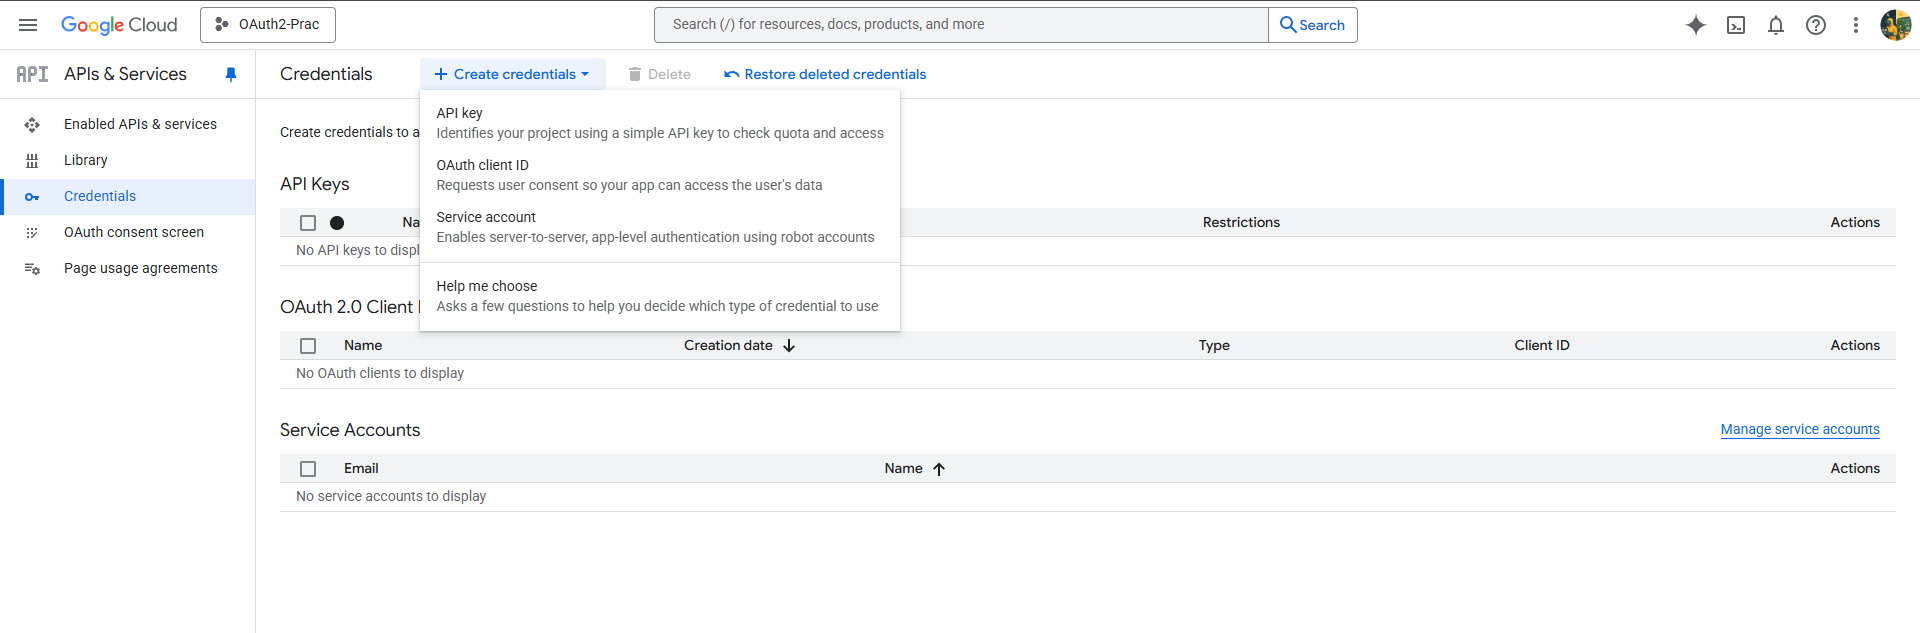 Google Cloud
OAuth2-Prac
Search (/) for resources, docs, products, and more
Search
API
APIs & Services
Credentials
Create credentials
Delete
Restore deleted credentials
Enabled APIs & services
Library
Credentials
OAuth consent screen
Page usage agreements
Create credentials to a
API key
Identifies your project using a simple API key to check quota and access
OAuth client ID
Requests user consent so your app can access the user's data
Service account
Enables server-to-server, app-level authentication using robot accounts
Help me choose
Asks a few questions to help you decide which type of credential to use
API Keys
Na
Restrictions
Actions
No API keys to displ
OAuth 2.0 Client
Name
Creation date
Type
Client ID
Actions
No OAuth clients to display
Service Accounts
Manage service accounts
Email
Name
Actions
No service accounts to display